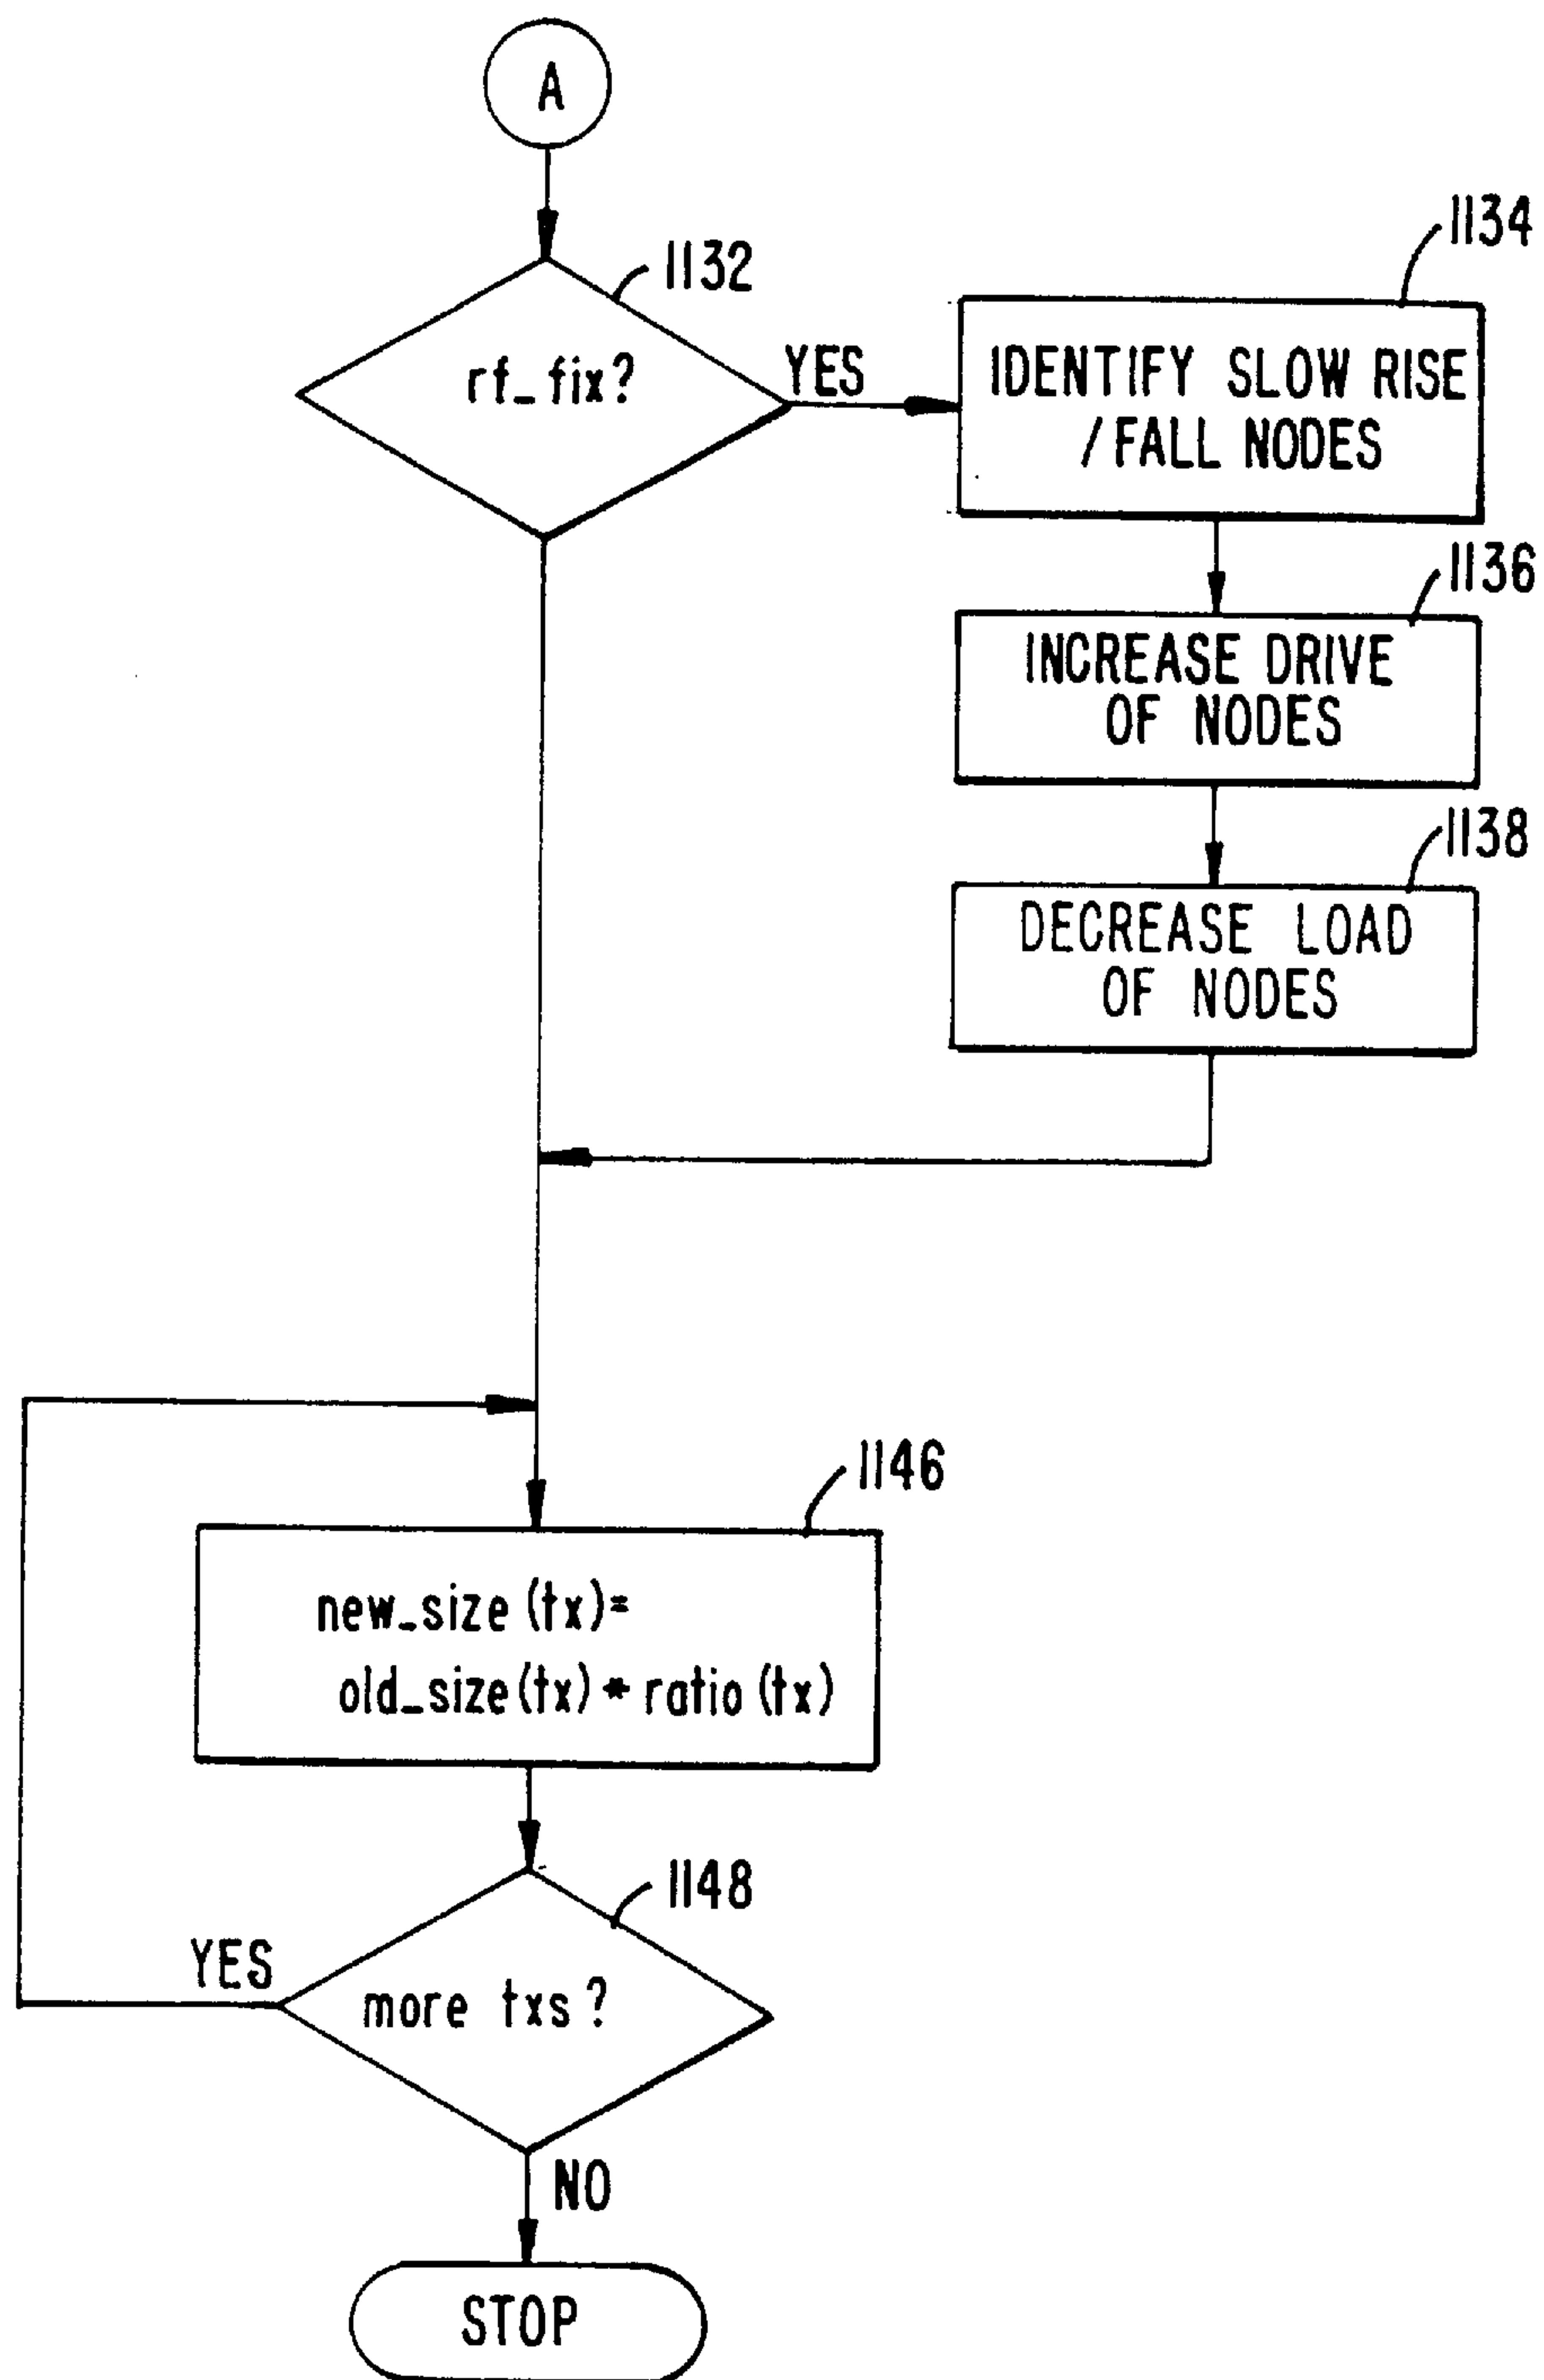 A
1132
rf_fix?
YES
1134
IDENTIFY SLOW RISE
/FALL NODES
1136
INCREASE DRIVE
OF NODES
1138
DECREASE LOAD
OF NODES
1146
new_size (tx)=
old_size(tx) * ratio (tx)
1148
more txs?
YES
NO
STOP